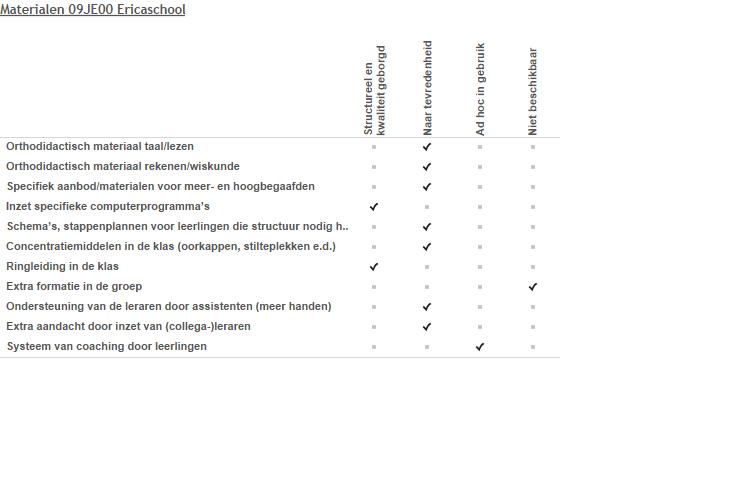 Materialen 09JE00 Ericaschool
Structureel en
kwaliteit geborgd
Naar tevredenheid
Ad hoc in gebruik
Niet beschikbaar
Orthodidactisch materiaal taal/lezen
Orthodidactisch materiaal rekenen/wiskunde
Specifiek aanbod/materialen voor meer- en hoogbegaafden
Inzet specifieke computerprogramma's
Schema's, stappenplannen voor leerlingen die structuur nodig h..
Concentratiemiddelen in de klas (oorkappen, stilteplekken e.d.)
Ringleiding in de klas
Extra formatie in de groep
Ondersteuning van de leraren door assistenten (meer handen)
Extra aandacht door inzet van (collega-)leraren
Systeem van coaching door leerlingen